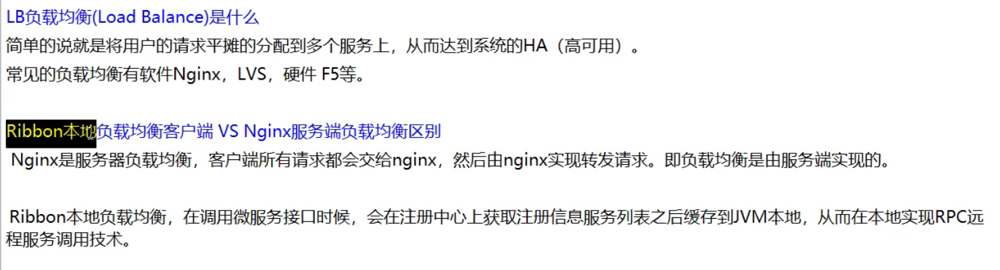 LB负载均衡(Load Balance)是什么
简单的说就是将用户的请求平摊的分配到多个服务上，从而达到系统的HA（高可用）。
常见的负载均衡有软件Nginx，LVS，硬件 F5等。
Ribbon本地负载均衡客户端 VS Nginx服务端负载均衡区别
Nginx是服务器负载均衡，客户端所有请求都会交给nginx，然后由nginx实现转发请求。即负载均衡是由服务端实现的。
Ribbon本地负载均衡，在调用微服务接口时候，会在注册中心上获取注册信息服务列表之后缓存到JVM本地，从而在本地实现RPC远
程服务调用技术。